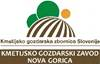 Kmetijsko gozdarska zbornica Slovenije
KMETIJSKO GOZDARSKI ZAVOD
NOVA GORICA